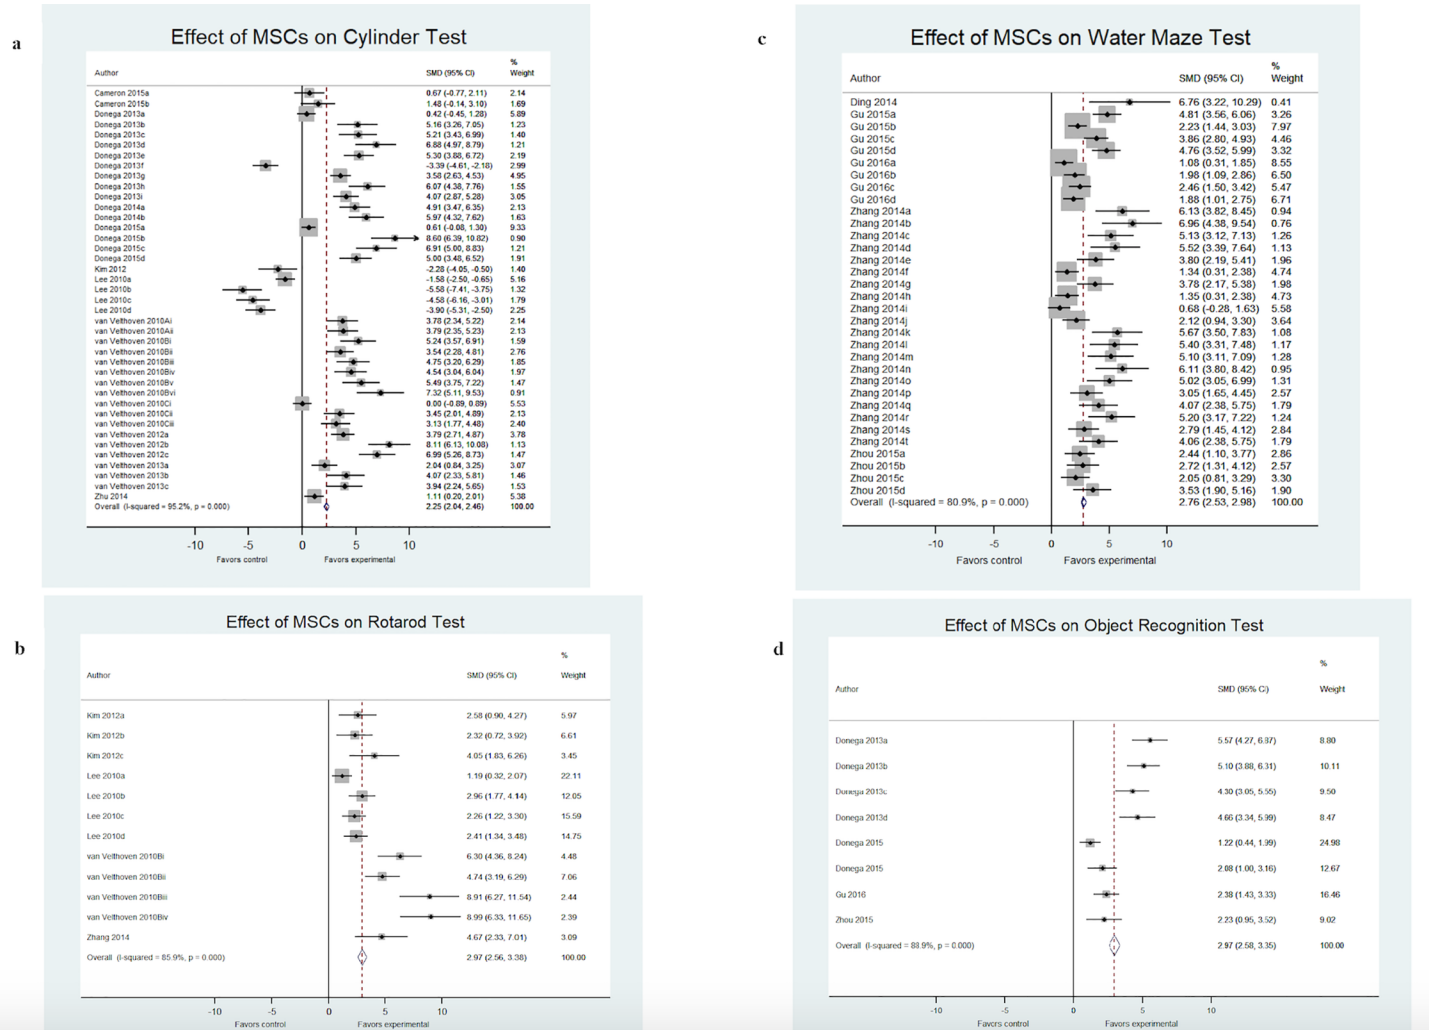 a
Effect of MSCs on Cylinder Test
%
Author SMD (95% CI) Weight
Cameron 2015a 0.67 (-0.77, 2.11) 2.14
Cameron 2015b 1.48 (-0.14, 3.10) 1.69
Donega 2013a 0.42 (-0.45, 1.28) 5.89
Donega 2013b 5.16 (3.26, 7.05) 1.23
Donega 2013c 5.21 (3.43, 6.99) 1.40
Donega 2013d 6.88 (4.97, 8.79) 1.21
Donega 2013e 5.30 (3.88, 6.72) 2.19
Donega 2013f -3.39 (-4.61, -2.18) 2.99
Donega 2013g 3.58 (2.63, 4.53) 4.95
Donega 2013h 6.07 (4.38, 7.76) 1.55
Donega 2013i 4.07 (2.87, 5.28) 3.05
Donega 2014a 4.91 (3.47, 6.35) 2.13
Donega 2014b 5.97 (4.32, 7.62) 1.63
Donega 2015a 0.61 (-0.08, 1.30) 9.33
Donega 2015b 8.60 (6.39, 10.82) 0.90
Donega 2015c 6.91 (5.00, 8.83) 1.21
Donega 2015d 5.00 (3.48, 6.52) 1.91
Kim 2012 -2.28 (-4.05, -0.50) 1.40
Lee 2010a -1.58 (-2.50, -0.65) 5.16
Lee 2010b -5.58 (-7.41, -3.75) 1.32
Lee 2010c -4.58 (-6.16, -3.01) 1.79
Lee 2010d -3.90 (-5.31, -2.50) 2.25
van Velthoven 2010Ai 3.78 (2.34, 5.22) 2.14
van Velthoven 2010Aii 3.79 (2.35, 5.23) 2.13
van Velthoven 2010Bi 5.24 (3.57, 6.91) 1.59
van Velthoven 2010Bii 3.54 (2.28, 4.81) 2.76
van Velthoven 2010Biii 4.75 (3.20, 6.29) 1.85
van Velthoven 2010Biv 4.54 (3.04, 6.04) 1.97
van Velthoven 2010Bv 5.49 (3.75, 7.22) 1.47
van Velthoven 2010Bvi 7.32 (5.11, 9.53) 0.91
van Velthoven 2010Ci 0.00 (-0.89, 0.89) 5.53
van Velthoven 2010Cii 3.45 (2.01, 4.89) 2.13
van Velthoven 2010Ciii 3.13 (1.77, 4.48) 2.40
van Velthoven 2012a 3.79 (2.71, 4.87) 3.78
van Velthoven 2012b 8.11 (6.13, 10.08) 1.13
van Velthoven 2012c 6.99 (5.26, 8.73) 1.47
van Velthoven 2013a 2.04 (0.84, 3.25) 3.07
van Velthoven 2013b 4.07 (2.33, 5.81) 1.46
van Velthoven 2013c 3.94 (2.24, 5.65) 1.53
Zhu 2014 1.11 (0.20, 2.01) 5.38
Overall (I-squared = 95.2%, p = 0.000) 2.25 (2.04, 2.46) 100.00
-10 -5 0 5 10
Favors control Favors experimental
b
Effect of MSCs on Rotarod Test
%
Author SMD (95% CI) Weight
Kim 2012a 2.58 (0.90, 4.27) 5.97
Kim 2012b 2.32 (0.72, 3.92) 6.61
Kim 2012c 4.05 (1.83, 6.26) 3.45
Lee 2010a 1.19 (0.32, 2.07) 22.11
Lee 2010b 2.96 (1.77, 4.14) 12.05
Lee 2010c 2.26 (1.22, 3.30) 15.59
Lee 2010d 2.41 (1.34, 3.48) 14.75
van Velthoven 2010Bi 6.30 (4.36, 8.24) 4.48
van Velthoven 2010Bii 4.74 (3.19, 6.29) 7.06
van Velthoven 2010Biii 8.91 (6.27, 11.54) 2.44
van Velthoven 2010Biv 8.99 (6.33, 11.65) 2.39
Zhang 2014 4.67 (2.33, 7.01) 3.09
Overall (I-squared = 85.9%, p = 0.000) 2.97 (2.56, 3.38) 100.00
-10 -5 0 5 10
Favors control Favors experimental
c
Effect of MSCs on Water Maze Test
%
Author SMD (95% CI) Weight
Ding 2014 6.76 (3.22, 10.29) 0.41
Gu 2015a 4.81 (3.56, 6.06) 3.26
Gu 2015b 2.23 (1.44, 3.03) 7.97
Gu 2015c 3.86 (2.80, 4.93) 4.46
Gu 2015d 4.76 (3.52, 5.99) 3.32
Gu 2016a 1.08 (0.31, 1.85) 8.55
Gu 2016b 1.98 (1.09, 2.86) 6.50
Gu 2016c 2.46 (1.50, 3.42) 5.47
Gu 2016d 1.88 (1.01, 2.75) 6.71
Zhang 2014a 6.13 (3.82, 8.45) 0.94
Zhang 2014b 6.96 (4.38, 9.54) 0.76
Zhang 2014c 5.13 (3.12, 7.13) 1.26
Zhang 2014d 5.52 (3.39, 7.64) 1.13
Zhang 2014e 3.80 (2.19, 5.41) 1.96
Zhang 2014f 1.34 (0.31, 2.38) 4.74
Zhang 2014g 3.78 (2.17, 5.38) 1.98
Zhang 2014h 1.35 (0.31, 2.38) 4.73
Zhang 2014i 0.68 (-0.28, 1.63) 5.58
Zhang 2014j 2.12 (0.94, 3.30) 3.64
Zhang 2014k 5.67 (3.50, 7.83) 1.08
Zhang 2014l 5.40 (3.31, 7.48) 1.17
Zhang 2014m 5.10 (3.11, 7.09) 1.28
Zhang 2014n 6.11 (3.80, 8.42) 0.95
Zhang 2014o 5.02 (3.05, 6.99) 1.31
Zhang 2014p 3.05 (1.65, 4.45) 2.57
Zhang 2014q 4.07 (2.38, 5.75) 1.79
Zhang 2014r 5.20 (3.17, 7.22) 1.24
Zhang 2014s 2.79 (1.45, 4.12) 2.84
Zhang 2014t 4.06 (2.38, 5.75) 1.79
Zhou 2015a 2.44 (1.10, 3.77) 2.86
Zhou 2015b 2.72 (1.31, 4.12) 2.57
Zhou 2015c 2.05 (0.81, 3.29) 3.30
Zhou 2015d 3.53 (1.90, 5.16) 1.90
Overall (I-squared = 80.9%, p = 0.000) 2.76 (2.53, 2.98) 100.00
-10 -5 0 5 10
Favors control Favors experimental
d
Effect of MSCs on Object Recognition Test
%
Author SMD (95% CI) Weight
Donega 2013a 5.57 (4.27, 6.87) 8.80
Donega 2013b 5.10 (3.88, 6.31) 10.11
Donega 2013c 4.30 (3.05, 5.55) 9.50
Donega 2013d 4.66 (3.34, 5.99) 8.47
Donega 2015 1.22 (0.44, 1.99) 24.98
Donega 2015 2.08 (1.00, 3.16) 12.67
Gu 2016 2.38 (1.43, 3.33) 16.46
Zhou 2015 2.23 (0.95, 3.52) 9.02
Overall (I-squared = 88.9%, p = 0.000) 2.97 (2.58, 3.35) 100.00
-10 -5 0 5 10
Favors control Favors experimental